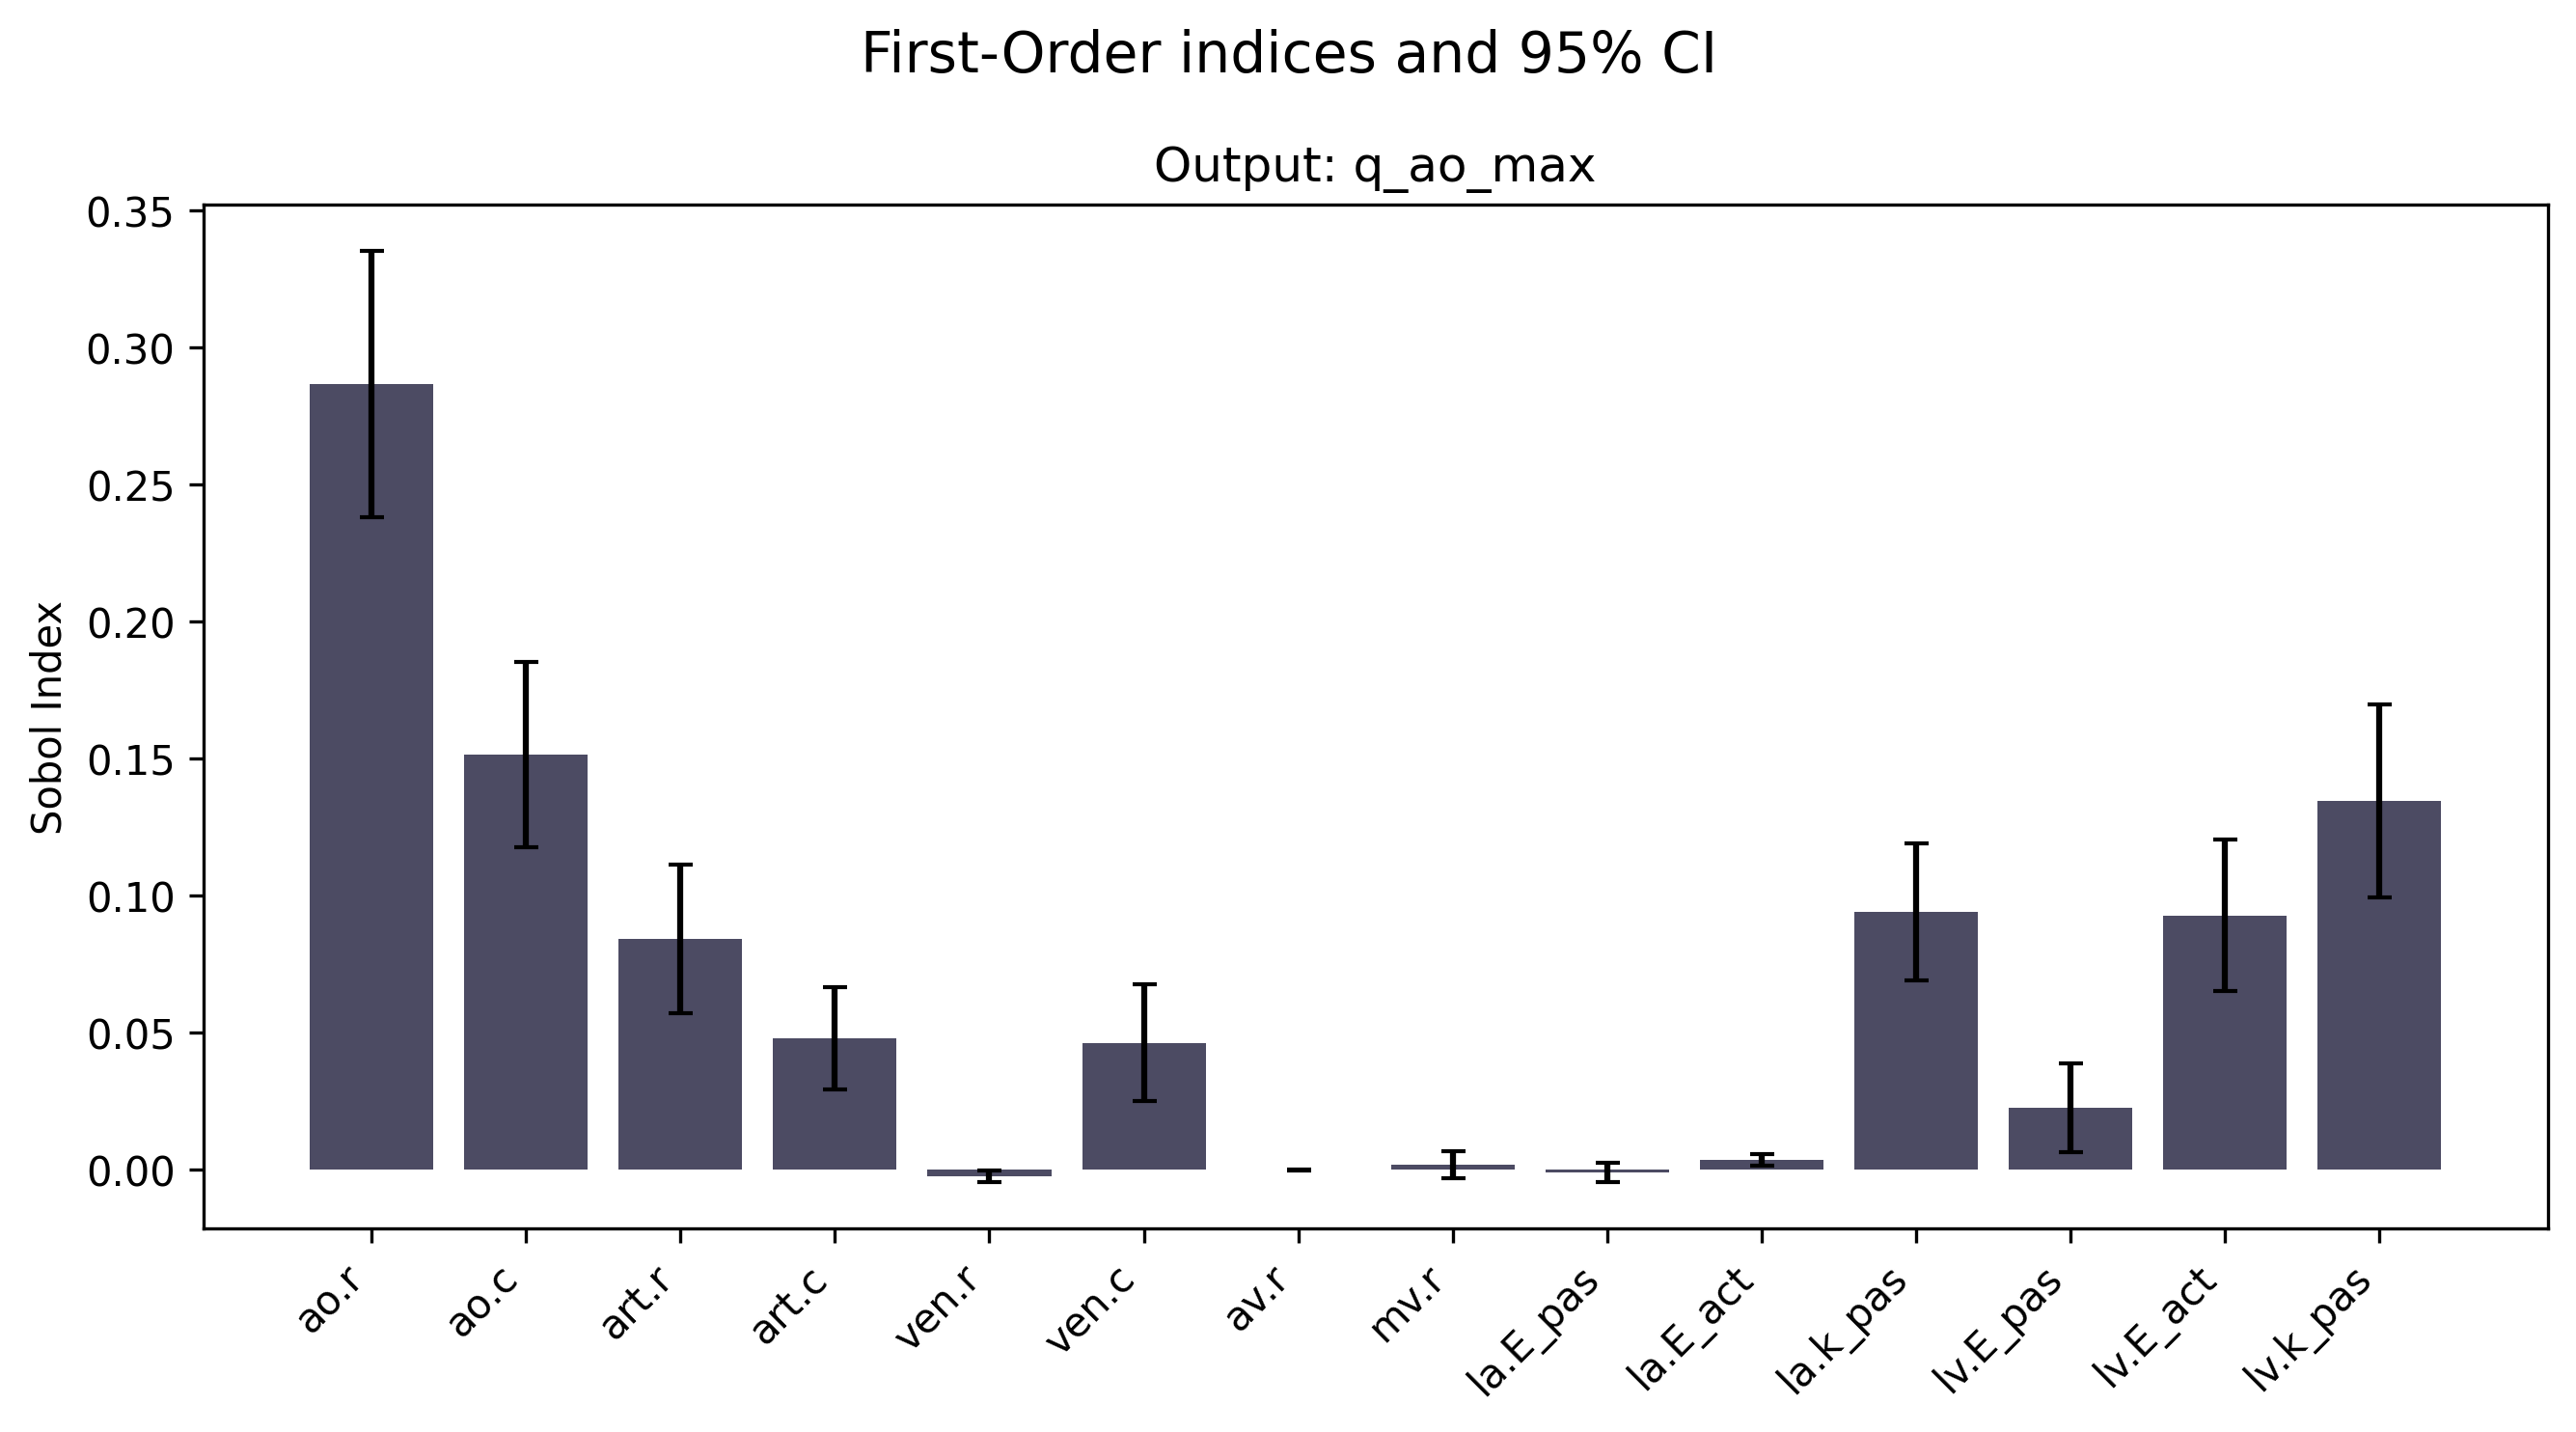 First-Order indices and 95% CI
Output: q_ao_max
Sobol Index
0.35
0.30
0.25
0.20
0.15
0.10
0.05
0.00
ao.r
ao.c
art.r
art.c
ven.r
ven.c
av.r
mv.r
la.E_pas
la.E_act
la.k_pas
lv.E_pas
lv.E_act
lv.k_pas